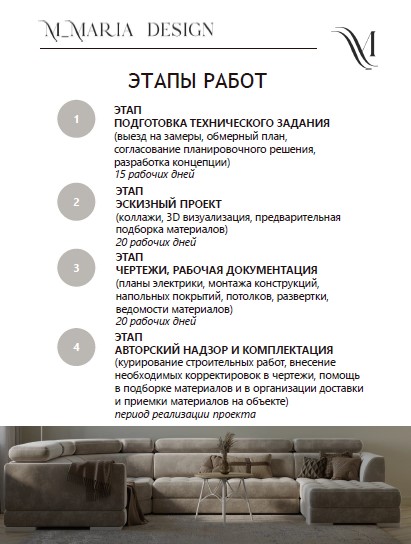 M_MARIA DESIGN
M
ЭТАПЫ РАБОТ
1
ЭТАП
ПОДГОТОВКА ТЕХНИЧЕСКОГО ЗАДАНИЯ
(выезд на замеры, обмерный план,
согласование планировочного решения,
разработка концепции)
15 рабочих дней
2
ЭТАП
ЭСКИЗНЫЙ ПРОЕКТ
(коллажи, 3D визуализация, предварительная
подборка материалов)
20 рабочих дней
3
ЭТАП
ЧЕРТЕЖИ, РАБОЧАЯ ДОКУМЕНТАЦИЯ
(планы электрики, монтажа конструкций,
напольных покрытий, потолков, развертки,
ведомости материалов)
20 рабочих дней
4
ЭТАП
АВТОРСКИЙ НАДЗОР И КОМПЛЕКТАЦИЯ
(курирование строительных работ, внесение
необходимых корректировок в чертежи, помощь
в подборке материалов и в организации доставки
и приемки материалов на объекте)
период реализации проекта